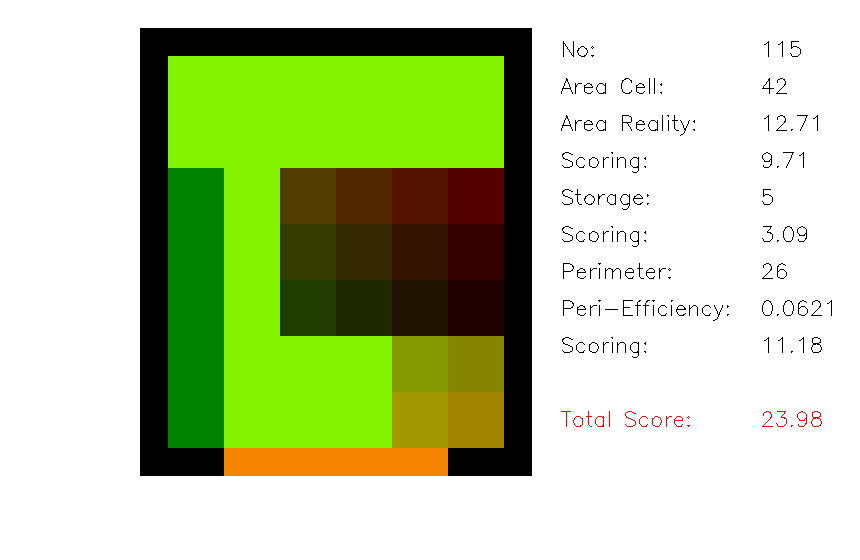 No: 115
Area Cell: 42
Area Reality: 12.71
Scoring: 9.71
Storage: 5
Scoring: 3.09
Perimeter: 26
Peri-Efficiency: 0.0621
Scoring: 11.18
Total Score: 23.98